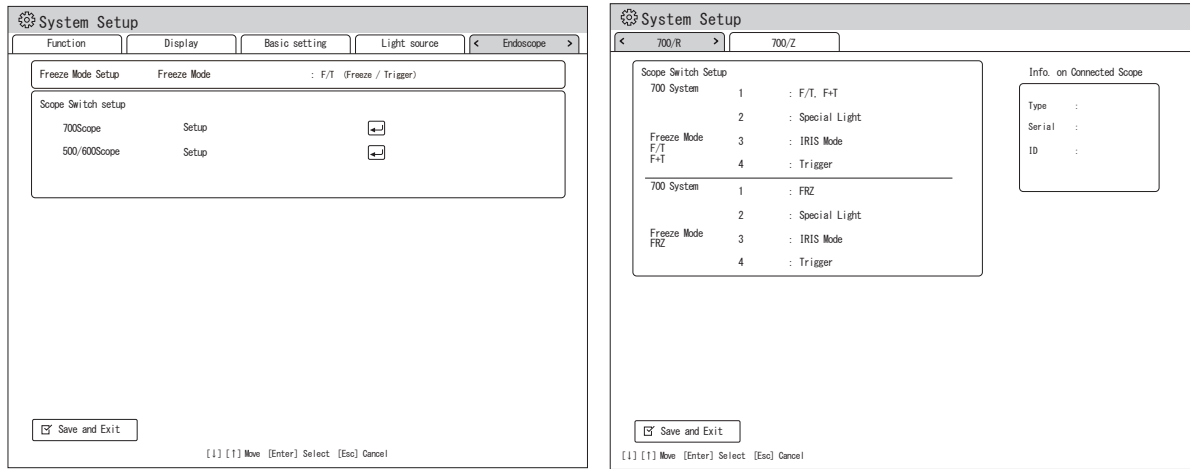 System Setup
Function Display Basic setting Light source < Endoscope >
Freeze Mode Setup Freeze Mode : F/T (Freeze / Trigger)
Scope Switch setup
700Scope Setup
500/600Scope Setup
Save and Exit
[↓] [↑] Move [Enter] Select [Esc] Cancel
System Setup
< 700/R > 700/Z
Scope Switch Setup
700 System 1 : F/T, F+T
2 : Special Light
Freeze Mode
F/T
F+T
3 : IRIS Mode
4 : Trigger
700 System 1 : FRZ
2 : Special Light
Freeze Mode
FRZ
3 : IRIS Mode
4 : Trigger
Info. on Connected Scope
Type :
Serial :
ID :
Save and Exit
[↓] [↑] Move [Enter] Select [Esc] Cancel